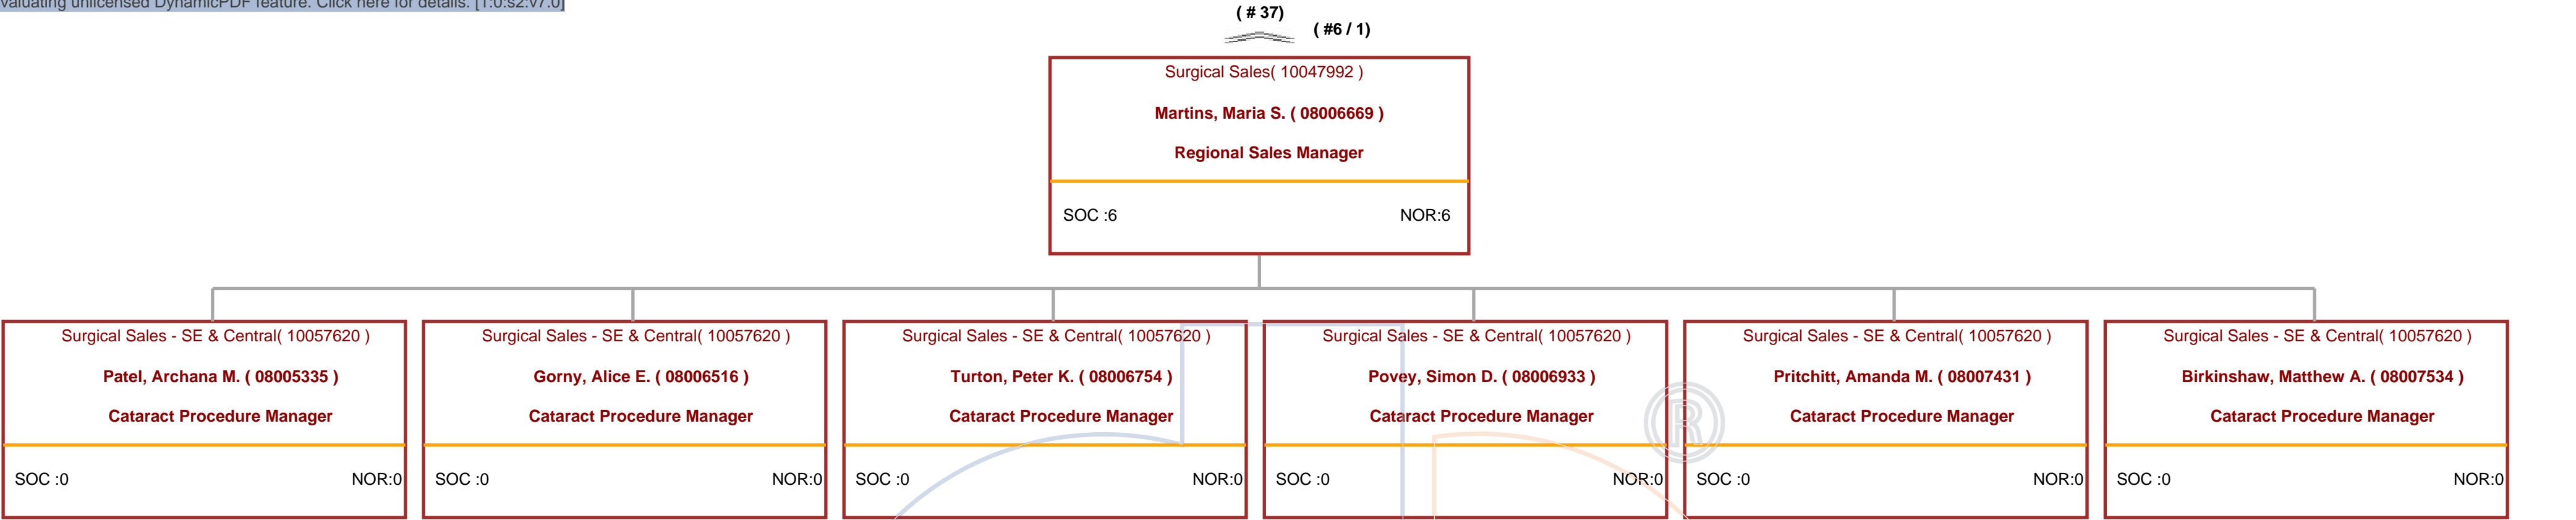 valuating unlicensed DynamicPDF feature. Click here for details. [1:0:s2:v7.0]
( # 37)
( #6 / 1)
Surgical Sales( 10047992 )
Martins, Maria S. ( 08006669 )
Regional Sales Manager
SOC :6 NOR:6
Surgical Sales - SE & Central( 10057620 )
Patel, Archana M. ( 08005335 )
Cataract Procedure Manager
SOC :0 NOR:0
Surgical Sales - SE & Central( 10057620 )
Gorny, Alice E. ( 08006516 )
Cataract Procedure Manager
SOC :0 NOR:0
Surgical Sales - SE & Central( 10057620 )
Turton, Peter K. ( 08006754 )
Cataract Procedure Manager
SOC :0 NOR:0
Surgical Sales - SE & Central( 10057620 )
Povey, Simon D. ( 08006933 )
Cataract Procedure Manager
SOC :0 NOR:0
Surgical Sales - SE & Central( 10057620 )
Pritchitt, Amanda M. ( 08007431 )
Cataract Procedure Manager
SOC :0 NOR:0
Surgical Sales - SE & Central( 10057620 )
Birkinshaw, Matthew A. ( 08007534 )
Cataract Procedure Manager
SOC :0 NOR:0
®